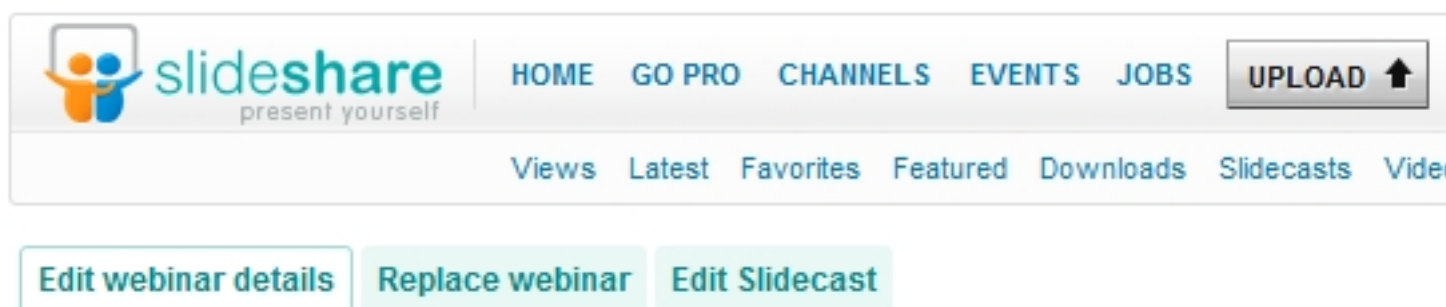 slideshare
present yourself
HOME GO PRO CHANNELS EVENTS JOBS UPLOAD
Views Latest Favorites Featured Downloads Slidecasts
Edit webinar details Replace webinar Edit Slidecast